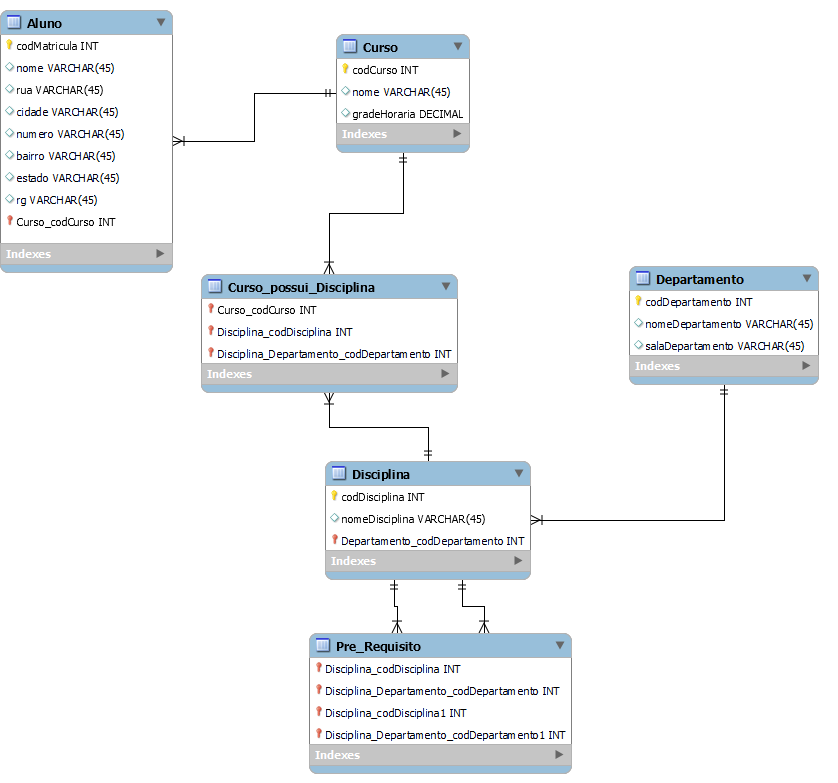 Aluno
codMatricula INT
nome VARCHAR(45)
rua VARCHAR(45)
cidade VARCHAR(45)
numero VARCHAR(45)
bairro VARCHAR(45)
estado VARCHAR(45)
rg VARCHAR(45)
Curso_codCurso INT
Indexes
Curso
codCurso INT
nome VARCHAR(45)
gradeHoraria DECIMAL
Indexes
Curso_possui_Disciplina
Curso_codCurso INT
Disciplina_codDisciplina INT
Disciplina_Departamento_codDepartamento INT
Indexes
Departamento
codDepartamento INT
nomeDepartamento VARCHAR(45)
salaDepartamento VARCHAR(45)
Indexes
Disciplina
codDisciplina INT
nomeDisciplina VARCHAR(45)
Departamento_codDepartamento INT
Indexes
Pre_Requisito
Disciplina_codDisciplina INT
Disciplina_Departamento_codDepartamento INT
Disciplina_codDisciplina1 INT
Disciplina_Departamento_codDepartamento1 INT
Indexes